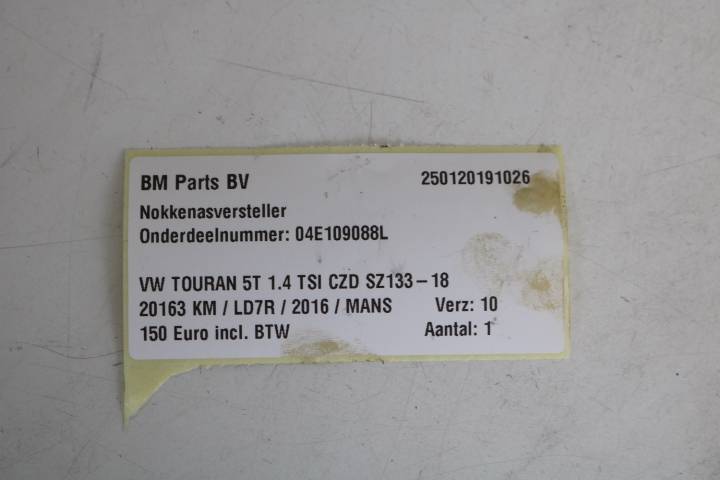 BM Parts BV 250120191026
Nokkenasversteller
Onderdeelnummer: 04E109088L
VW TOURAN 5T 1.4 TSI CZD SZ133-18
20163 KM / LD7R / 2016 / MANS Verz: 10
150 Euro incl. BTW Aantal: 1